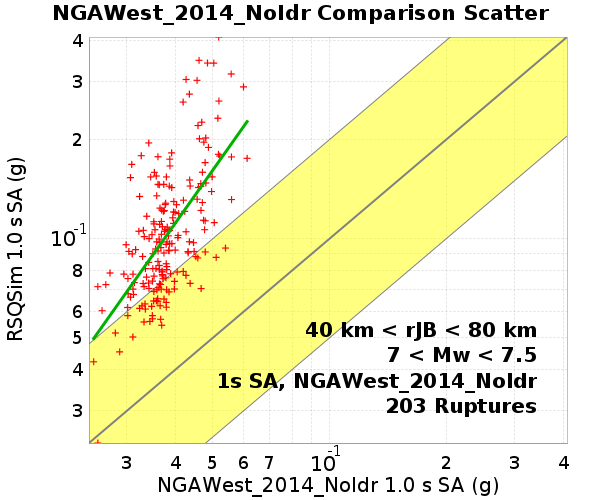 NGAWest_2014_NoIdr Comparison Scatter
RSQSim 1.0 s SA (g)
4
3
2
10-1
8
6
5
4
3
40 km < rJB < 80 km
7 < Mw < 7.5
1s SA, NGAWest_2014_NoIdr
203 Ruptures
3 4 5 6 7 10-1 2 3 4
NGAWest_2014_NoIdr 1.0 s SA (g)